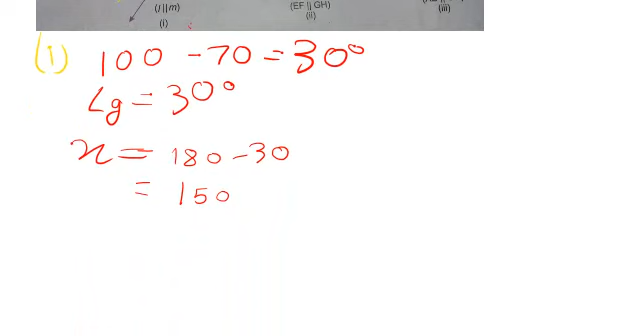 (l || m)
(i)
(EF || GH)
(ii)
(iii)
(1) 100 - 70 = 30°
∠g = 30°
x = 180 - 30
= 150